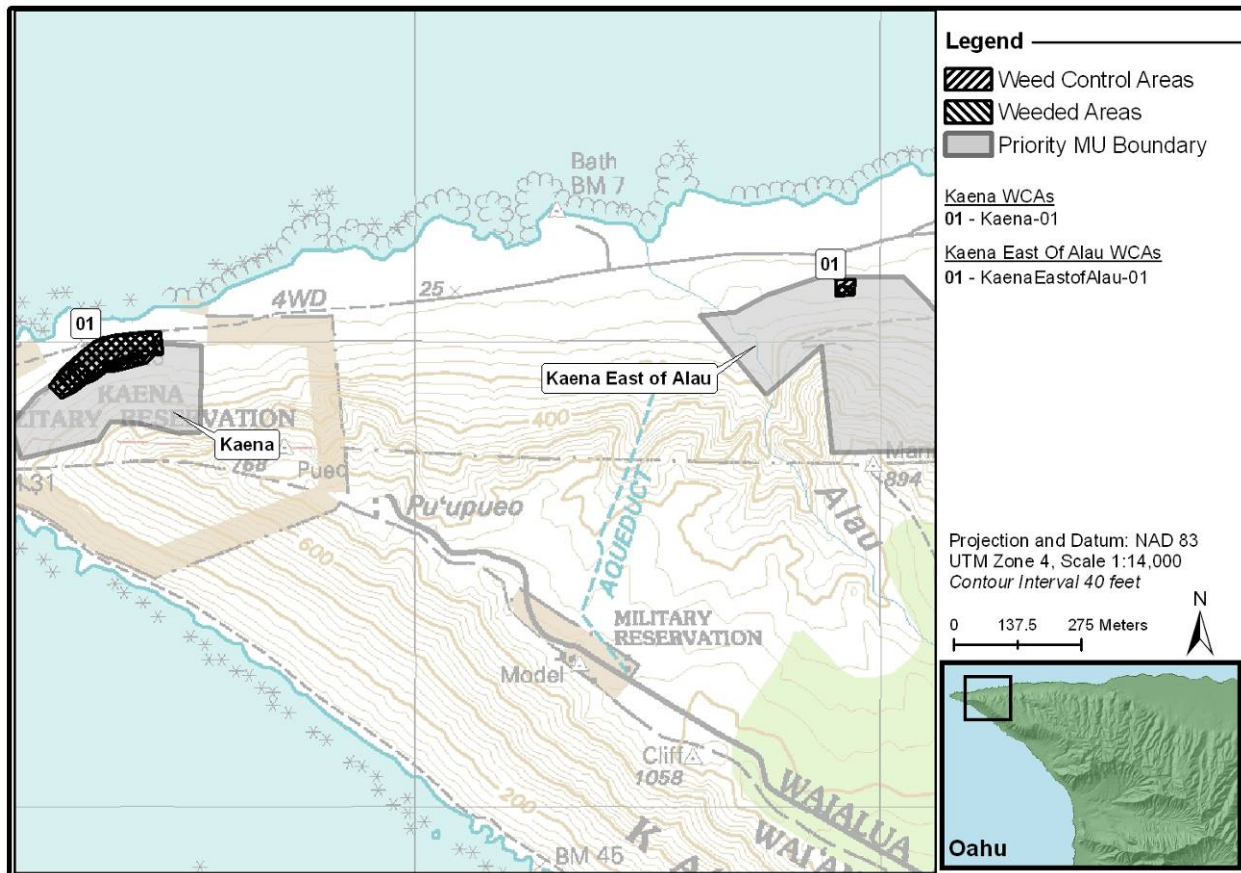 Bath
BM 7
01
4WD
25
01
Kaena East of Alau
KAENA
MILITARY RESERVATION
Kaena
400
768
Pueo
31
Pu'upueo
AQUEDUCT
Alau
894
600
MILITARY
RESERVATION
Model
Cliff
1058
200
WAIALUA
BM 45
Legend
Weed Control Areas
Weeded Areas
Priority MU Boundary
Kaena WCAs
01 - Kaena-01
Kaena East Of Alau WCAs
01 - KaenaEastofAlau-01
Projection and Datum: NAD 83
UTM Zone 4, Scale 1:14,000
Contour Interval 40 feet
N
0 137.5 275 Meters
Oahu